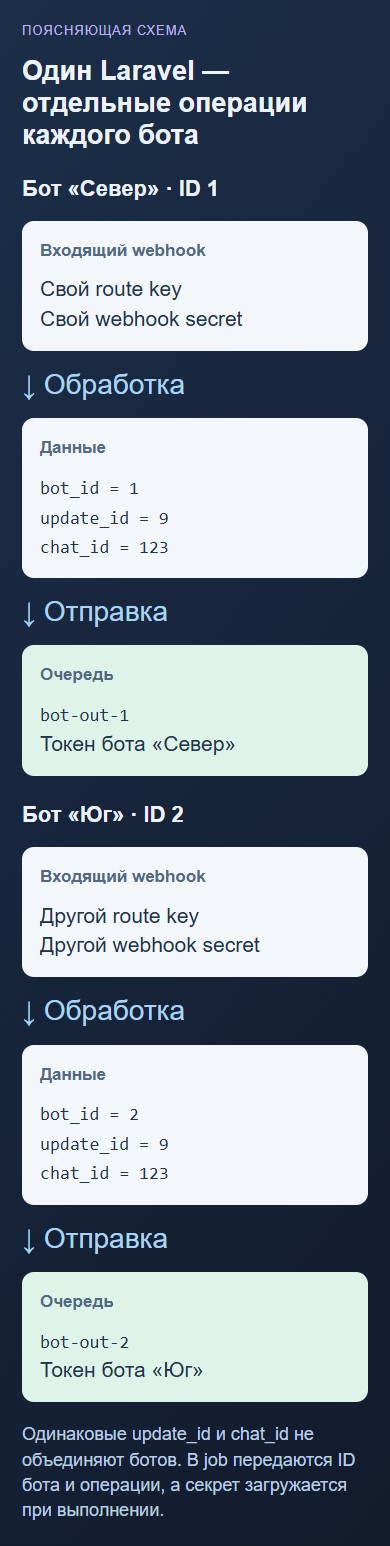 ПОЯСНЯЮЩАЯ СХЕМА
Один Laravel —
отдельные операции
каждого бота
Бот «Север» · ID 1
Входящий webhook
Свой route key
Свой webhook secret
↓ Обработка
Данные
bot_id = 1
update_id = 9
chat_id = 123
↓ Отправка
Очередь
bot-out-1
Токен бота «Север»
Бот «Юг» · ID 2
Входящий webhook
Другой route key
Другой webhook secret
↓ Обработка
Данные
bot_id = 2
update_id = 9
chat_id = 123
↓ Отправка
Очередь
bot-out-2
Токен бота «Юг»
Одинаковые update_id и chat_id не
объединяют ботов. В job передаются ID
бота и операции, а секрет загружается
при выполнении.